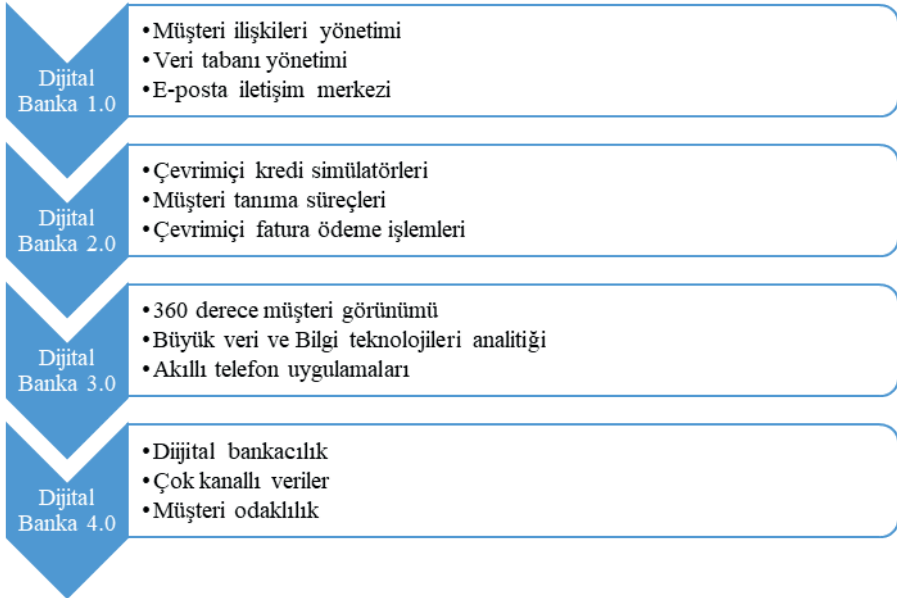 Dijital
Banka 1.0
•Müşteri ilişkileri yönetimi
•Veri tabanı yönetimi
•E-posta iletişim merkezi
Dijital
Banka 2.0
•Çevrimiçi kredi simülatörleri
•Müşteri tanıma süreçleri
•Çevrimiçi fatura ödeme işlemleri
Dijital
Banka 3.0
•360 derece müşteri görünümü
•Büyük veri ve Bilgi teknolojileri analitiği
•Akıllı telefon uygulamaları
Dijital
Banka 4.0
•Diijital bankacılık
•Çok kanallı veriler
•Müşteri odaklılık